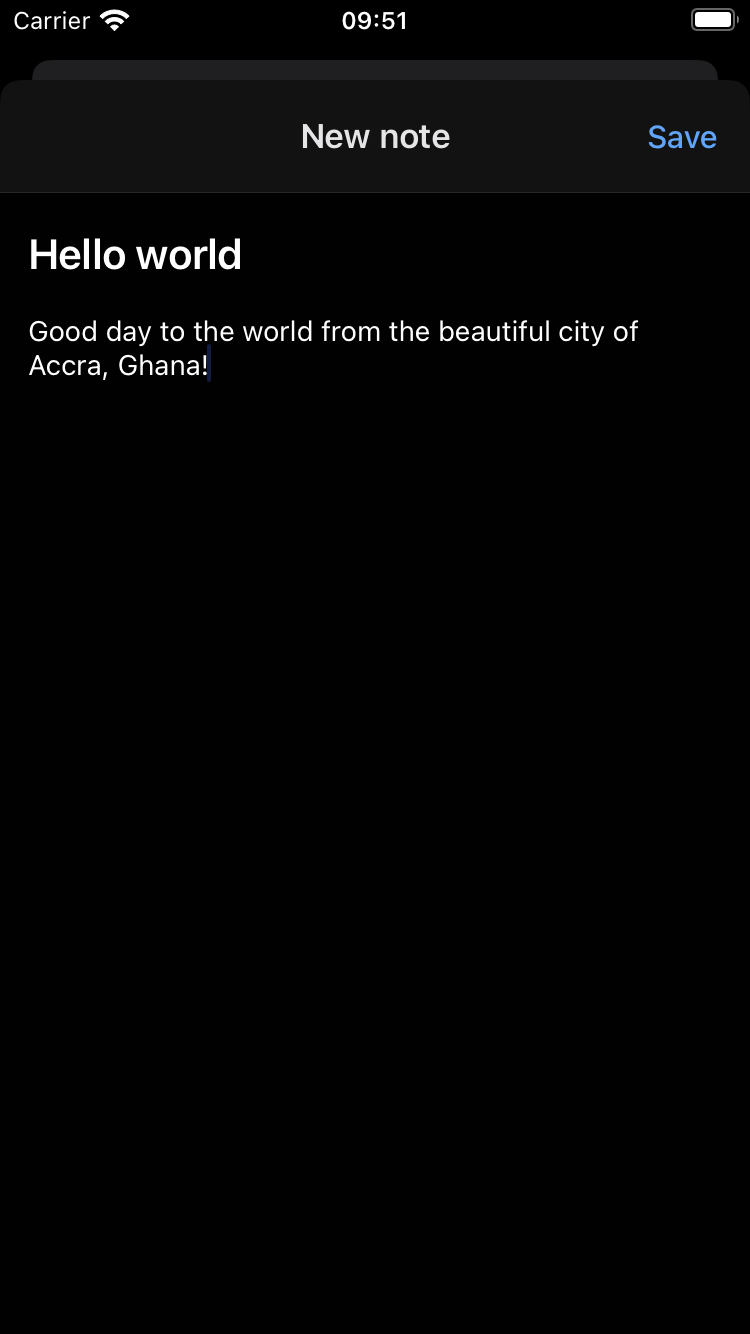 Carrier 09:51
New note Save
Hello world
Good day to the world from the beautiful city of
Accra, Ghana!